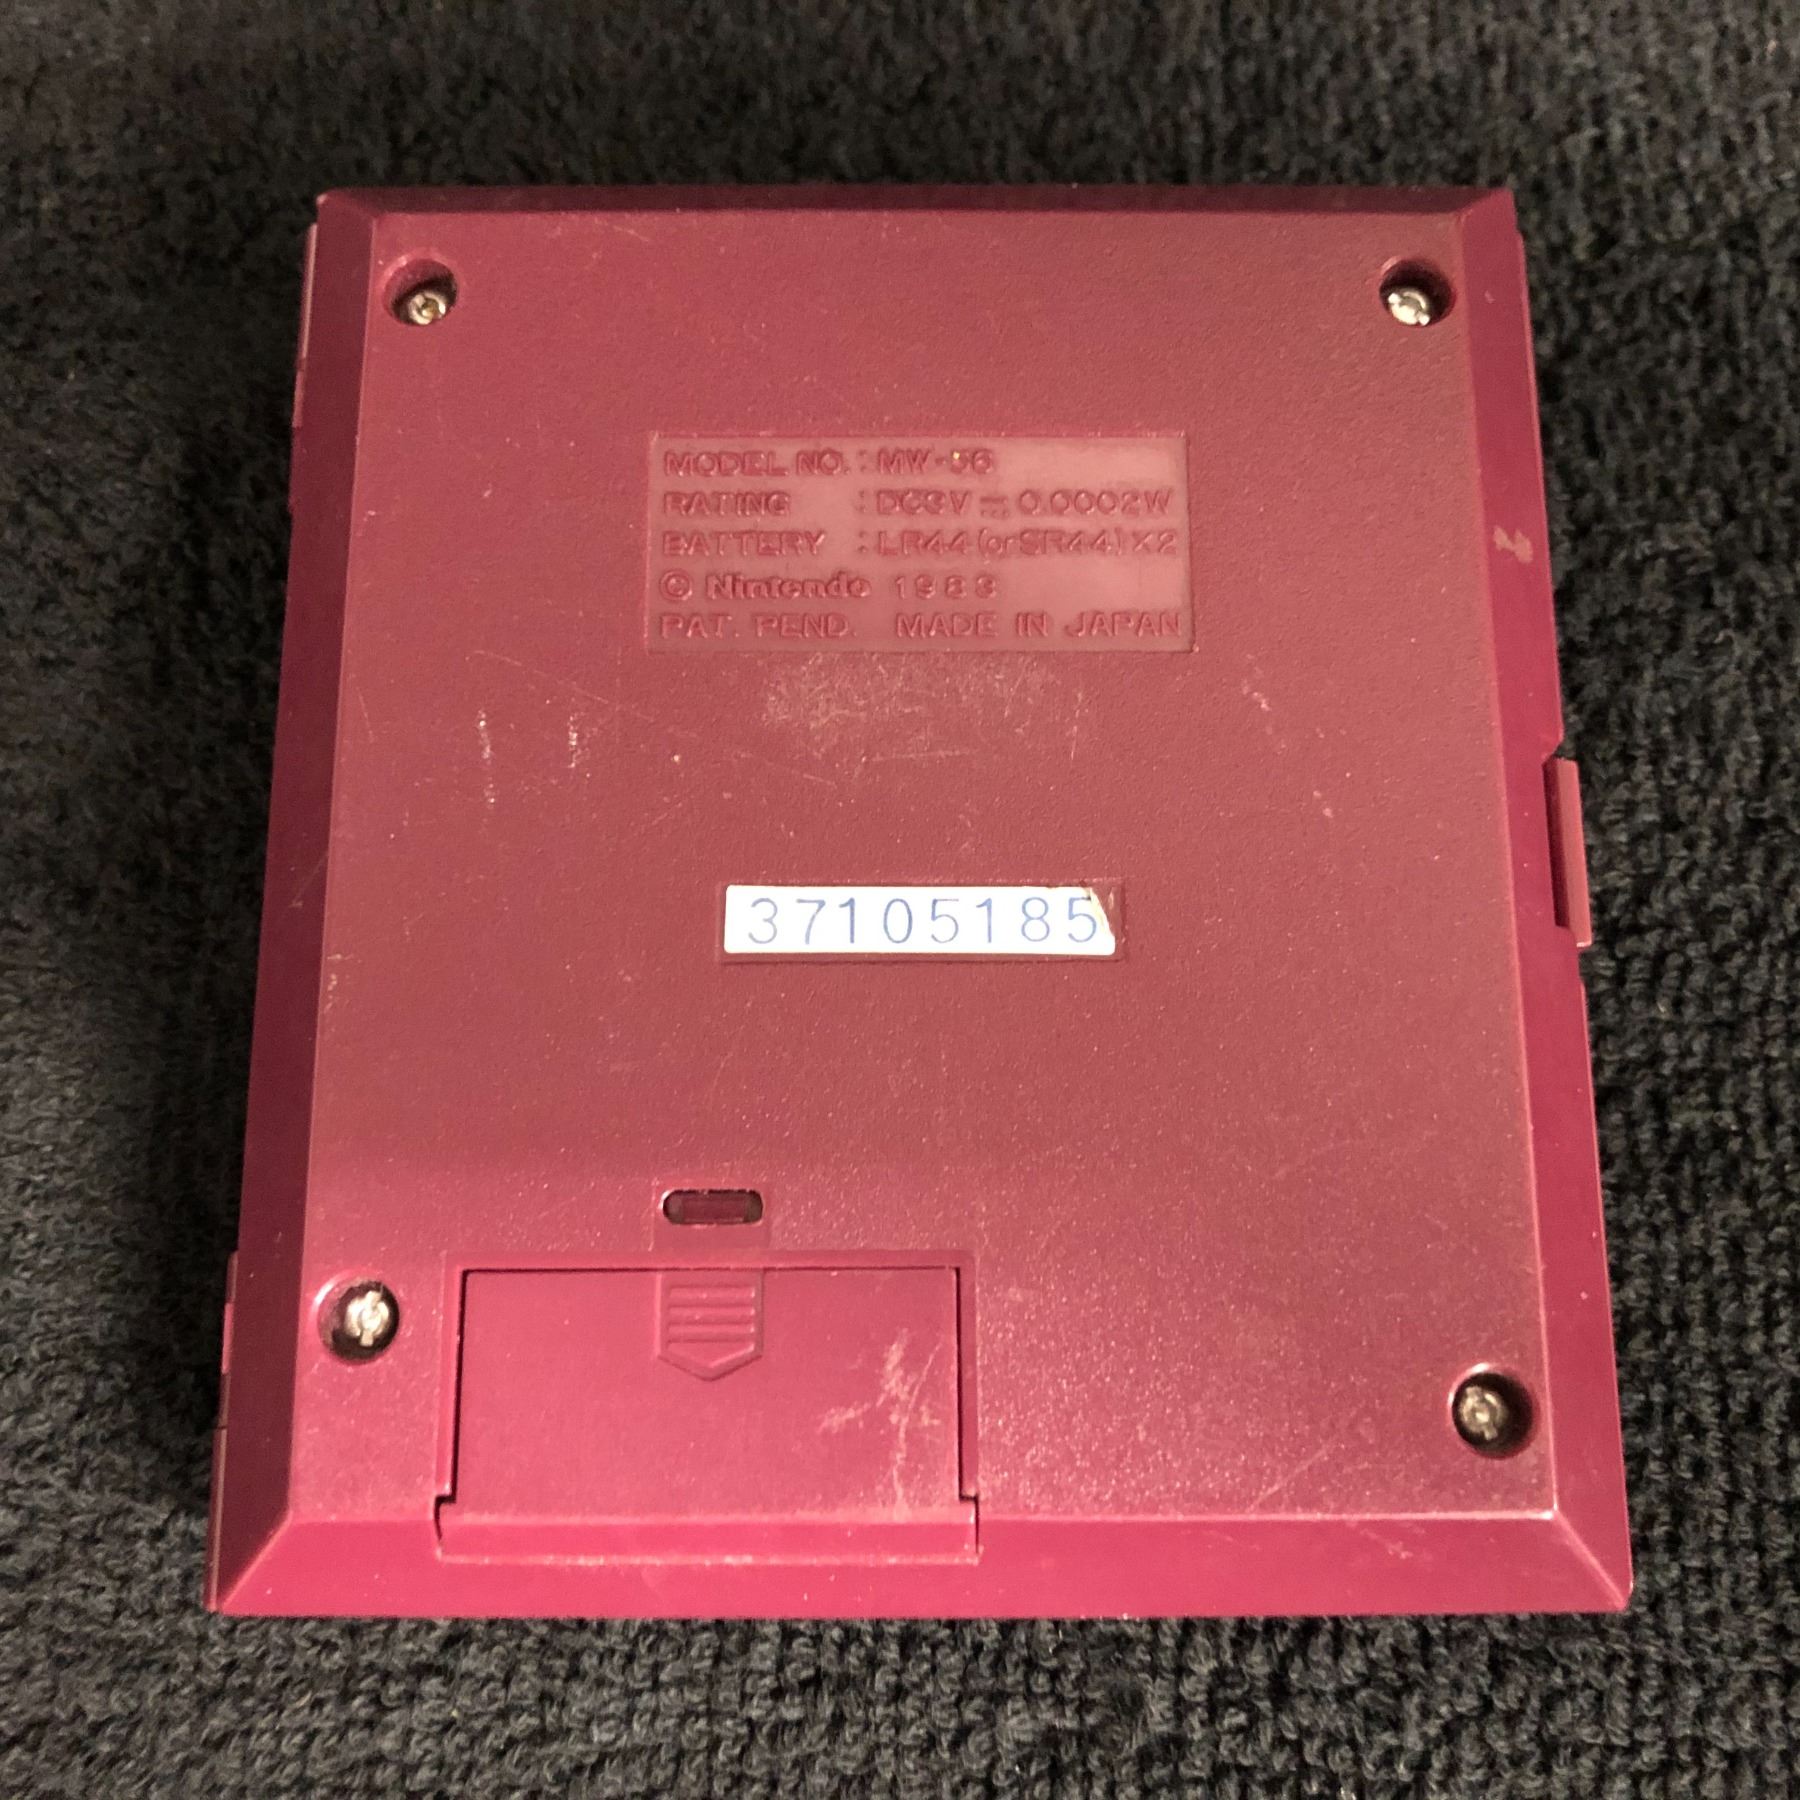 MODEL NO. : MW-56
RATING : DC3V ⎓ 0.0002W
BATTERY : LR44 (or SR44) X2
© Nintendo 1983
PAT. PEND. MADE IN JAPAN
37105185